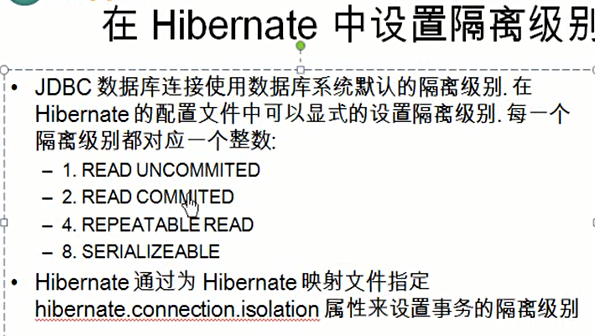 在 Hibernate 中设置隔离级别
• JDBC 数据库连接使用数据库系统默认的隔离级别. 在
Hibernate 的配置文件中可以显式的设置隔离级别. 每一个
隔离级别都对应一个整数:
– 1. READ UNCOMMITED
– 2. READ COMMITED
– 4. REPEATABLE READ
– 8. SERIALIZEABLE
• Hibernate 通过为 Hibernate 映射文件指定
hibernate.connection.isolation 属性来设置事务的隔离级别